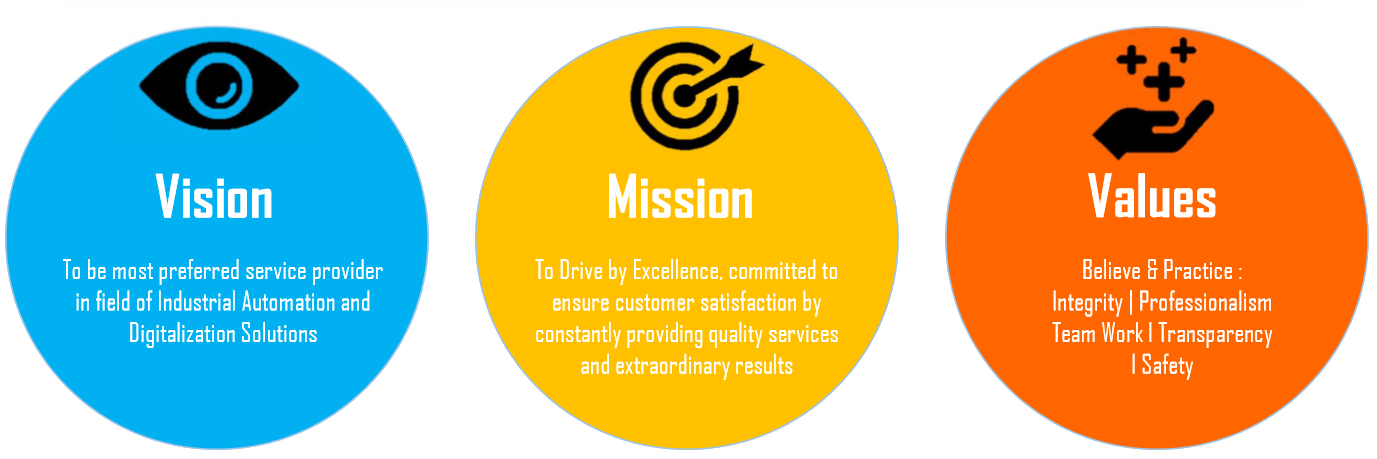 Vision
To be most preferred service provider
in field of Industrial Automation and
Digitalization Solutions
Mission
To Drive by Excellence, committed to
ensure customer satisfaction by
constantly providing quality services
and extraordinary results
Values
Believe & Practice :
Integrity | Professionalism
Team Work I Transparency
I Safety